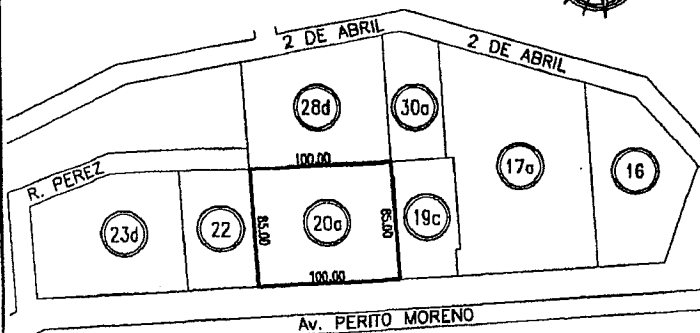 2 DE ABRIL
2 DE ABRIL
28d
30a
17a
16
100.00
R. PEREZ
23d
22
85.00
20a
85.00
19c
100.00
Av. PERITO MORENO